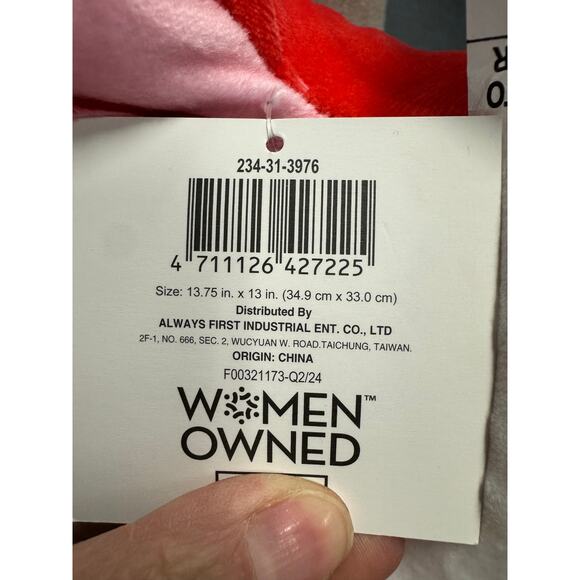 234-31-3976
4 711126 427225
Size: 13.75 in. x 13 in. (34.9 cm x 33.0 cm)
Distributed By
ALWAYS FIRST INDUSTRIAL ENT. CO., LTD
2F-1, NO. 666, SEC. 2, WUCYUAN W. ROAD.TAICHUNG, TAIWAN.
ORIGIN: CHINA
F00321173-Q2/24
WOMEN™
OWNED